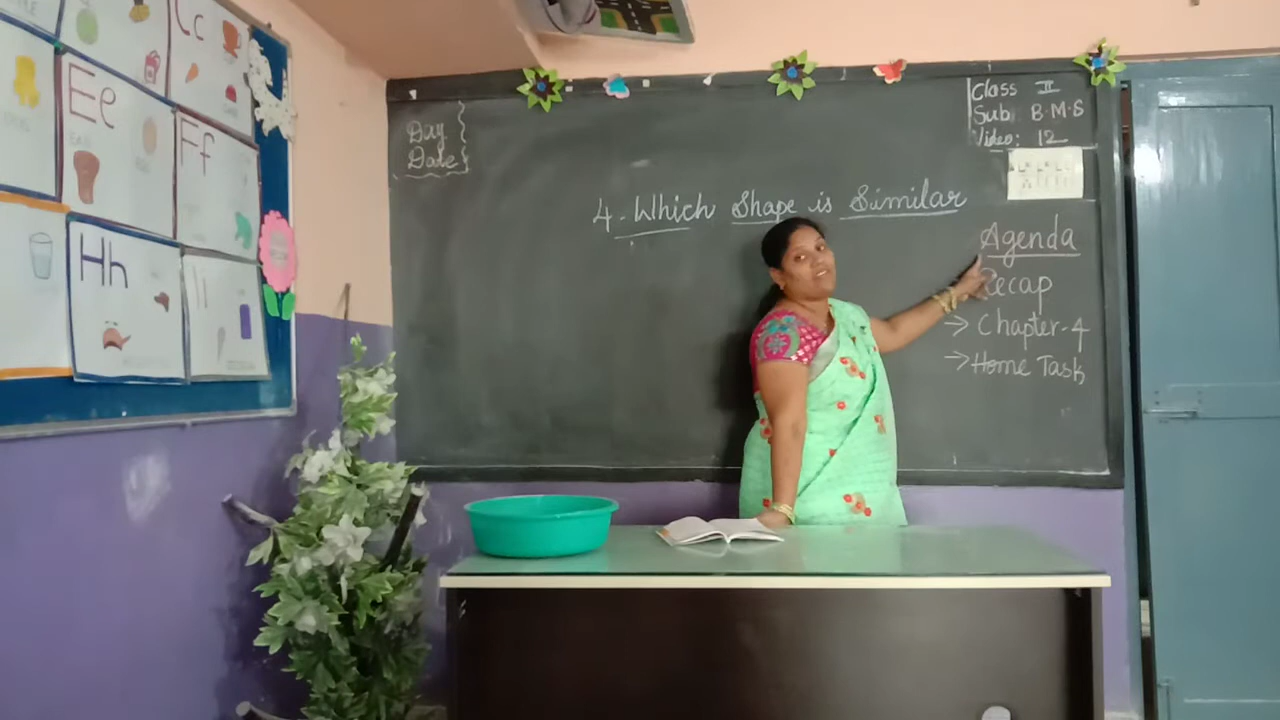 Cc
Ee
Ff
Hh
Day
Date
Class II
Sub B.M.S
Video: 12
4. Which Shape is Similar
Agenda
Recap
→ Chapter-4
→ Home Task